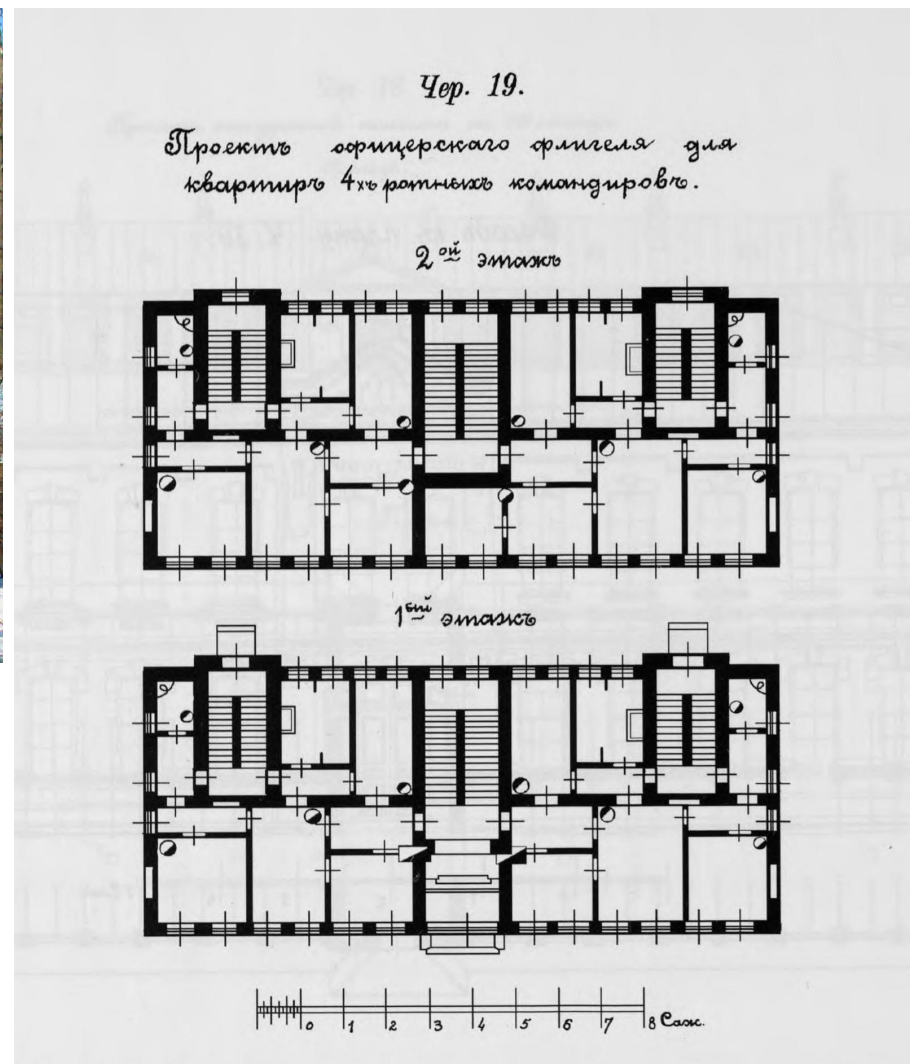 Чер. 19.
Проектъ офицерскаго флигеля для
квартиръ 4хъ ротныхъ командировъ.
2ой этажъ
1ый этажъ
0 1 2 3 4 5 6 7 8 Саж.